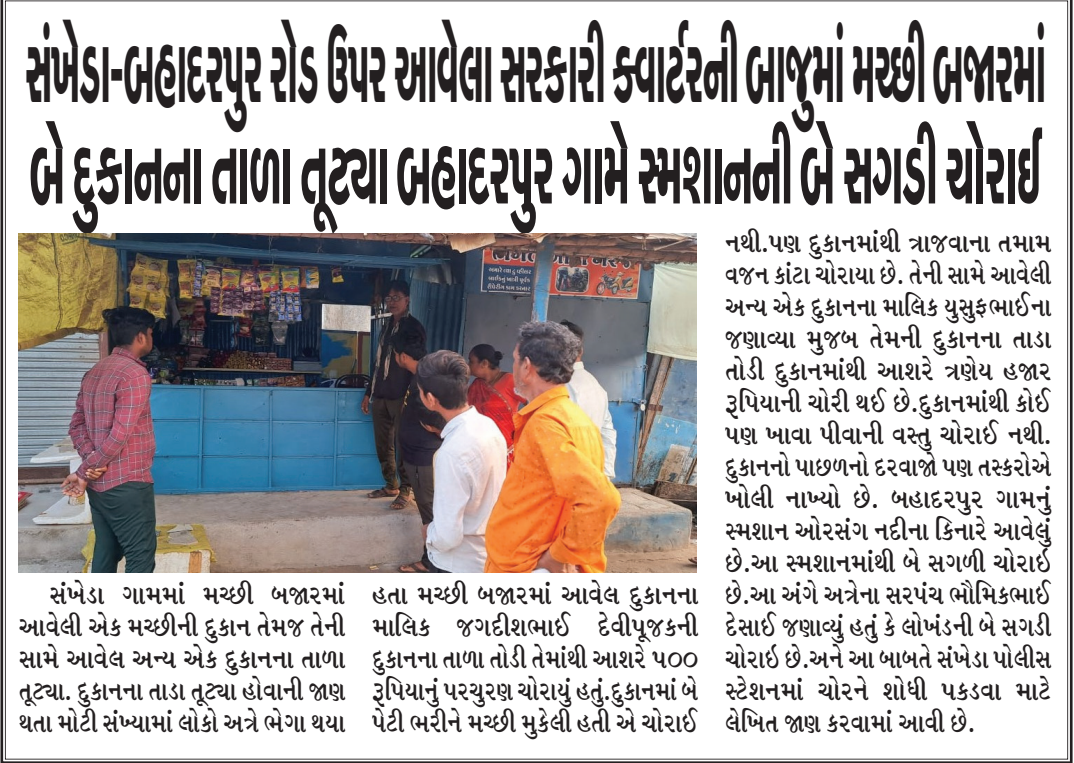 સંખેડા-બહાદરપુર રોડ ઉપર આવેલા સરકારી ક્વાર્ટરની બાજુમાં મચ્છી બજારમાં
બે દુકાનના તાળા તૂટ્યા બહાદરપુર ગામે સ્મશાનની બે સગડી ચોરાઈ
સંખેડા ગામમાં મચ્છી બજારમાં
આવેલી એક મચ્છીની દુકાન તેમજ તેની
સામે આવેલ અન્ય એક દુકાનના તાળા
તૂટ્યા. દુકાનના તાડા તૂટ્યા હોવાની જાણ
થતા મોટી સંખ્યામાં લોકો અત્રે ભેગા થયા
હતા મચ્છી બજારમાં આવેલ દુકાનના
માલિક જગદીશભાઈ દેવીપૂજકની
દુકાનના તાળા તોડી તેમાંથી આશરે ૫૦૦
રૂપિયાનું પરચુરણ ચોરાયું હતું.દુકાનમાં બે
પેટી ભરીને મચ્છી મુકેલી હતી એ ચોરાઈ
નથી.પણ દુકાનમાંથી ત્રાજવાના તમામ
વજન કાંટા ચોરાયા છે. તેની સામે આવેલી
અન્ય એક દુકાનના માલિક યુસુફભાઈના
જણાવ્યા મુજબ તેમની દુકાનના તાડા
તોડી દુકાનમાંથી આશરે ત્રણેય હજાર
રૂપિયાની ચોરી થઈ છે.દુકાનમાંથી કોઈ
પણ ખાવા પીવાની વસ્તુ ચોરાઈ નથી.
દુકાનનો પાછળનો દરવાજો પણ તસ્કરોએ
ખોલી નાખ્યો છે. બહાદરપુર ગામનું
સ્મશાન ઓરસંગ નદીના કિનારે આવેલું
છે.આ સ્મશાનમાંથી બે સગળી ચોરાઇ
છે.આ અંગે અત્રેના સરપંચ ભૌમિકભાઈ
દેસાઈ જણાવ્યું હતું કે લોખંડની બે સગડી
ચોરાઇ છે.અને આ બાબતે સંખેડા પોલીસ
સ્ટેશનમાં ચોરને શોધી પકડવા માટે
લેખિત જાણ કરવામાં આવી છે.